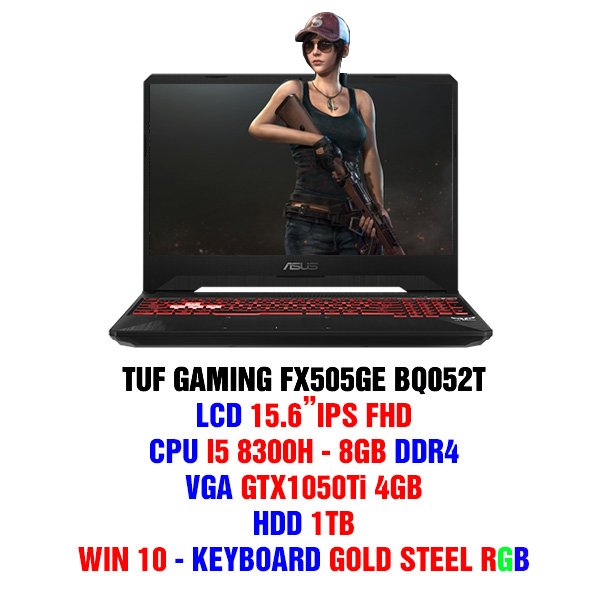 S
ASUS
TUF GAMING FX505GE BQ052T
LCD 15.6”IPS FHD
CPU I5 8300H - 8GB DDR4
VGA GTX1050Ti 4GB
HDD 1TB
WIN 10 - KEYBOARD GOLD STEEL RGB